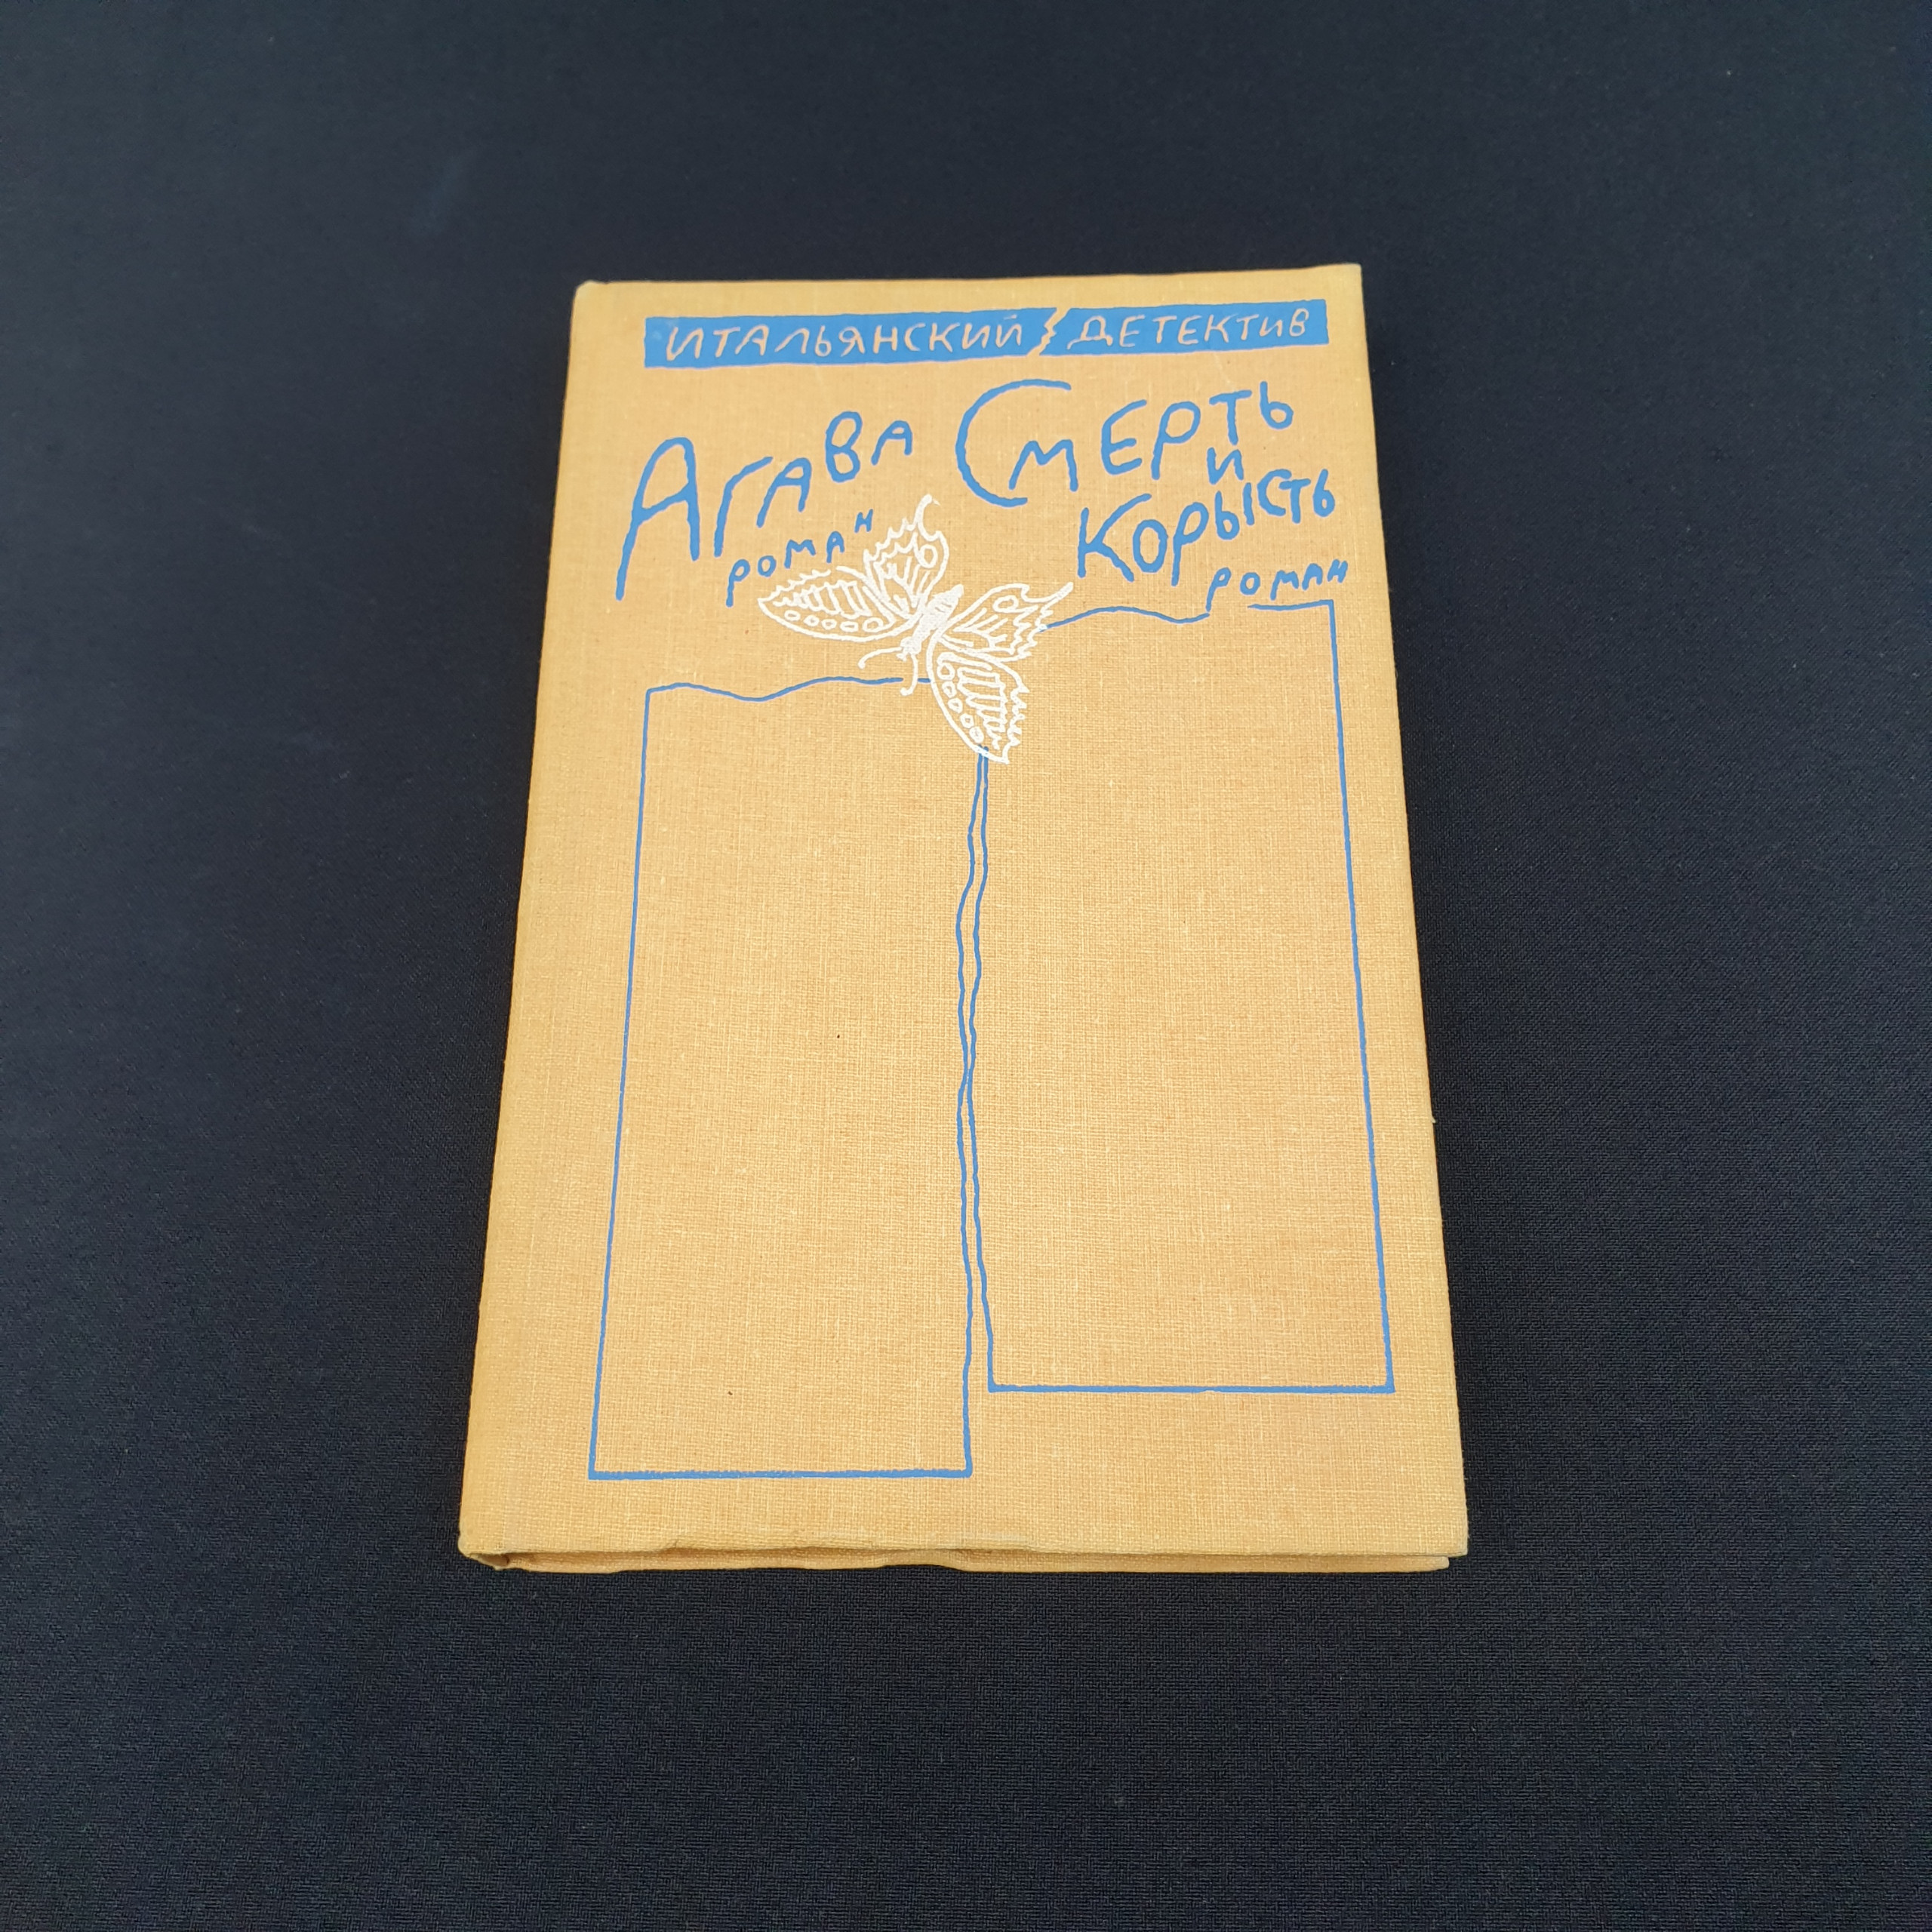 Итальянский детектив
Агава
роман
Смерть
и
Корысть
роман